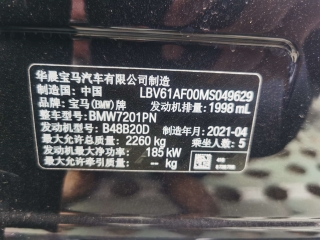 华晨宝马汽车有限公司制造
制造国：中国 LBV61AF00MS049629
品牌：宝马(BMW)牌 发动机排量：1998 mL
整车型号：BMW7201PN
发动机型号：B48B20D 制造年月：2021-04
最大允许总质量：2260 kg 乘坐人数：5
发动机最大净功率：185 kW
最大允许牵引质量：-- kg